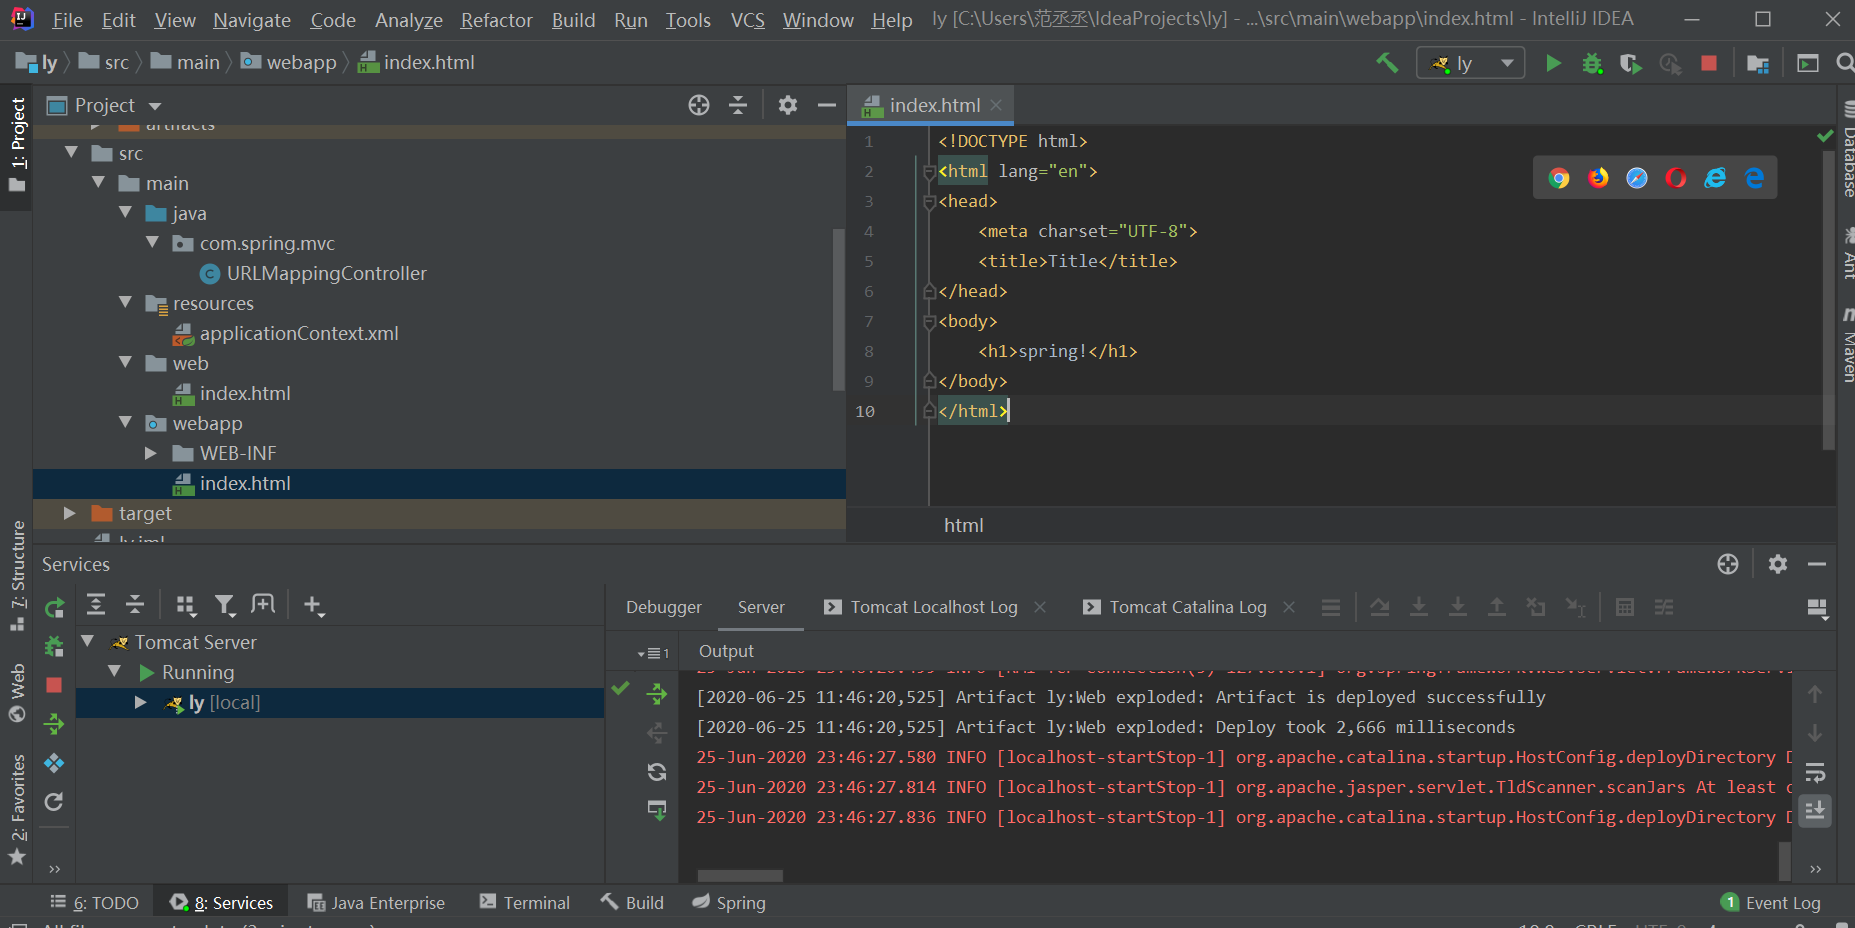 File Edit View Navigate Code Analyze Refactor Build Run Tools VCS Window Help ly [C:\Users\范丞丞\IdeaProjects\ly] - ...\src\main\webapp\index.html - IntelliJ IDEA
ly src main webapp index.html
ly
1: Project
Project
artifacts
src
main
java
com.spring.mvc
URLMappingController
resources
applicationContext.xml
web
index.html
webapp
WEB-INF
index.html
target
ly.iml
index.html
1 <!DOCTYPE html>
2 <html lang="en">
3 <head>
4 <meta charset="UTF-8">
5 <title>Title</title>
6 </head>
7 <body>
8 <h1>spring!</h1>
9 </body>
10 </html>
html
Database
Ant
Maven
7: Structure
Web
2: Favorites
Services
Tomcat Server
Running
ly [local]
Debugger Server Tomcat Localhost Log Tomcat Catalina Log
1
Output
[2020-06-25 11:46:20,525] Artifact ly:Web exploded: Artifact is deployed successfully
[2020-06-25 11:46:20,525] Artifact ly:Web exploded: Deploy took 2,666 milliseconds
25-Jun-2020 23:46:27.580 INFO [localhost-startStop-1] org.apache.catalina.startup.HostConfig.deployDirectory
25-Jun-2020 23:46:27.814 INFO [localhost-startStop-1] org.apache.jasper.servlet.TldScanner.scanJars At least
25-Jun-2020 23:46:27.836 INFO [localhost-startStop-1] org.apache.catalina.startup.HostConfig.deployDirectory
6: TODO 8: Services Java Enterprise Terminal Build Spring
1 Event Log